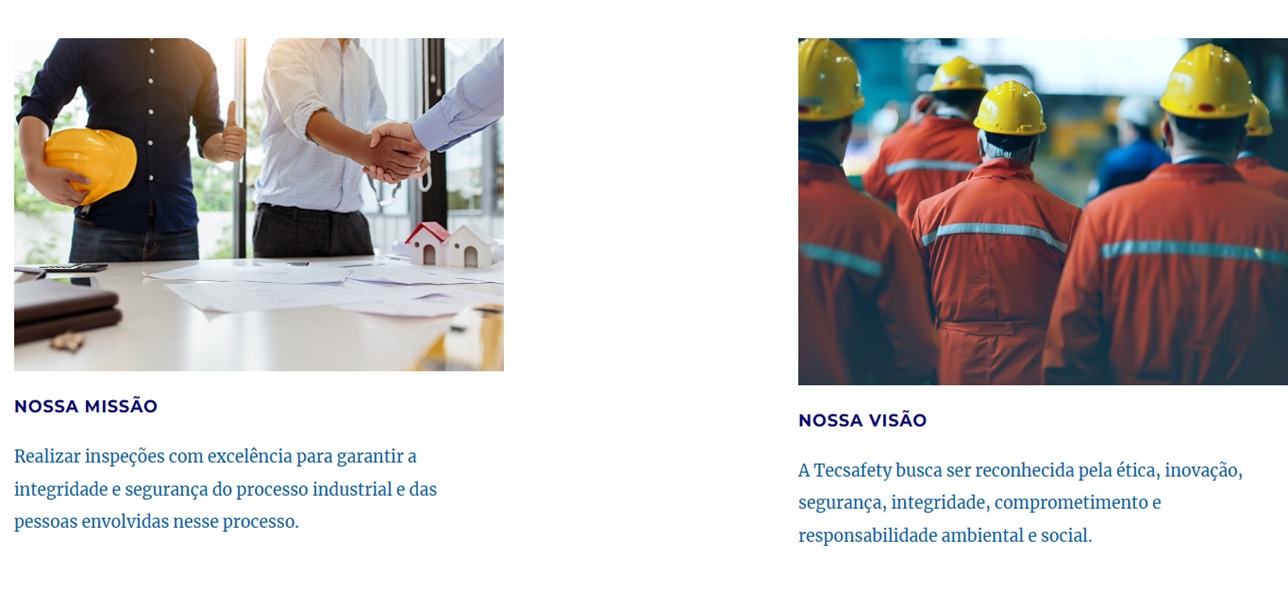 NOSSA MISSÃO
Realizar inspeções com excelência para garantir a
integridade e segurança do processo industrial e das
pessoas envolvidas nesse processo.
NOSSA VISÃO
A Tecsafety busca ser reconhecida pela ética, inovação,
segurança, integridade, comprometimento e
responsabilidade ambiental e social.